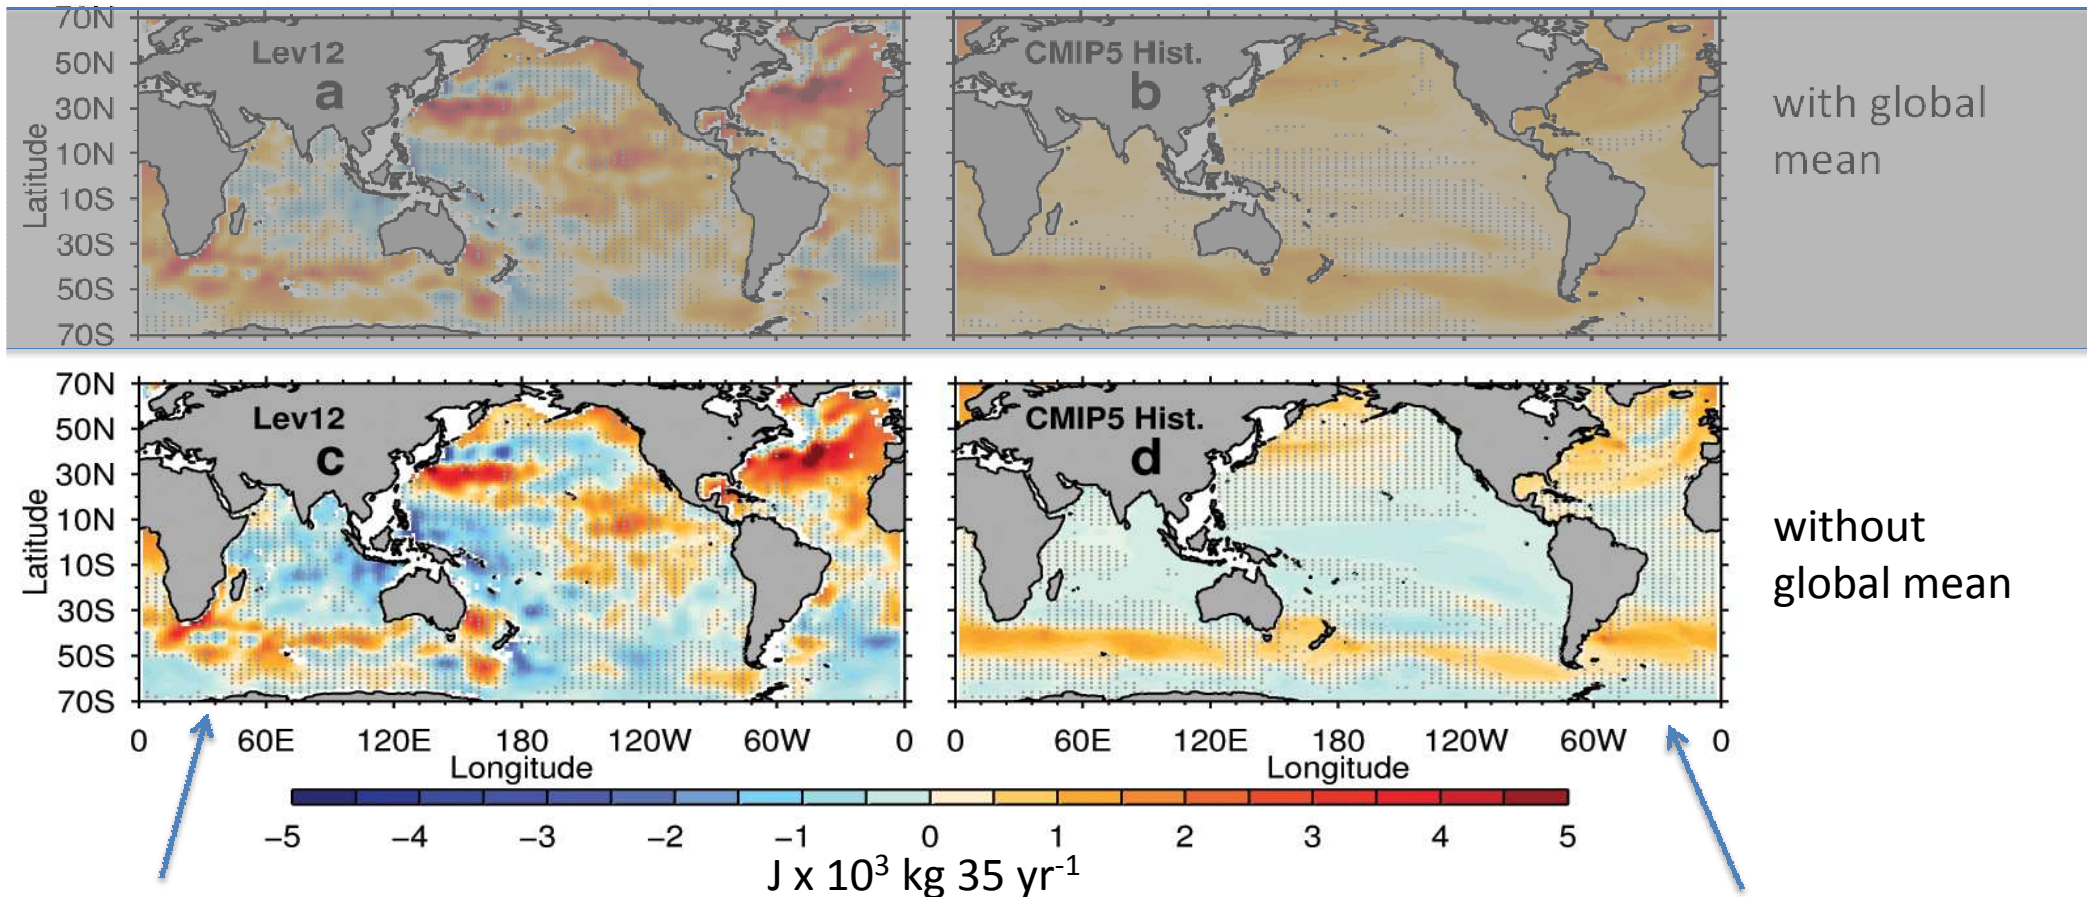 70N
50N
30N
10N
10S
30S
50S
70S
Latitude
Lev12
a
CMIP5 Hist.
b
with global
mean
70N
50N
30N
10N
10S
30S
50S
70S
Latitude
Lev12
c
CMIP5 Hist.
d
without
global mean
0 60E 120E 180 120W 60W 0
Longitude
0 60E 120E 180 120W 60W 0
Longitude
−5 −4 −3 −2 −1 0 1 2 3 4 5
J x 10³ kg 35 yr⁻¹